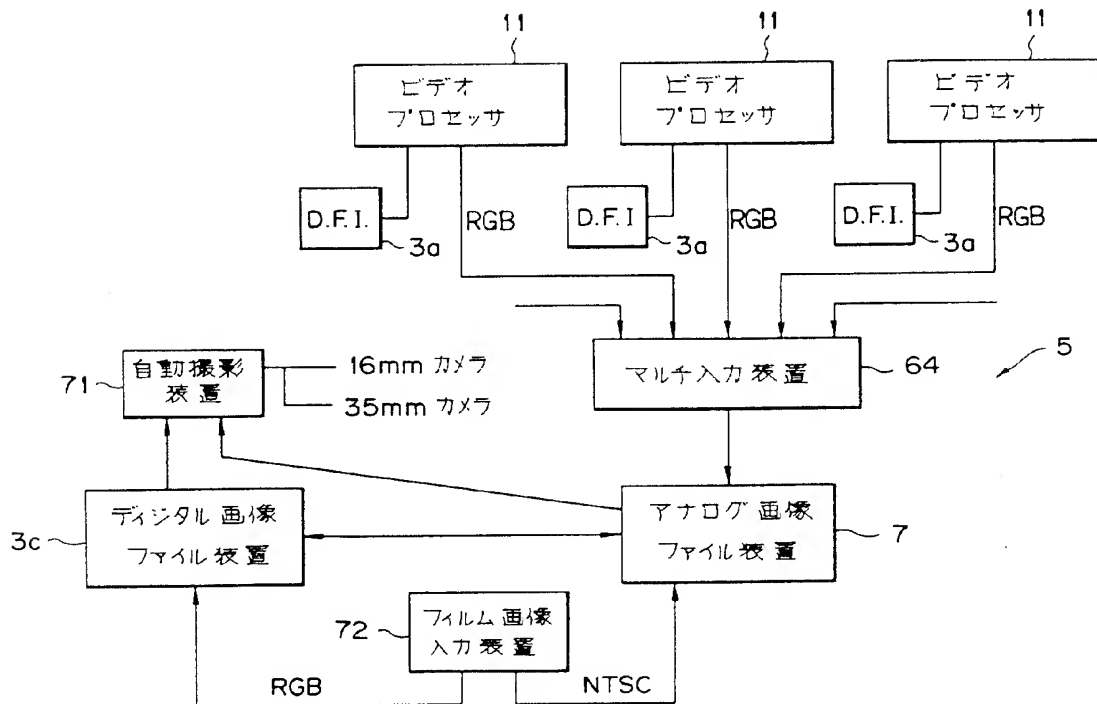 11
11
11
ビデオ
プロセッサ
ビデオ
プロセッサ
ビデオ
プロセッサ
D.F.I.
3a
RGB
D.F.I
3a
RGB
D.F.I.
3a
RGB
5
マルチ入力装置
64
71
自動撮影
装置
16mm カメラ
35mm カメラ
3c
ディジタル画像
ファイル装置
アナログ画像
ファイル装置
7
72
フィルム画像
入力装置
RGB
NTSC